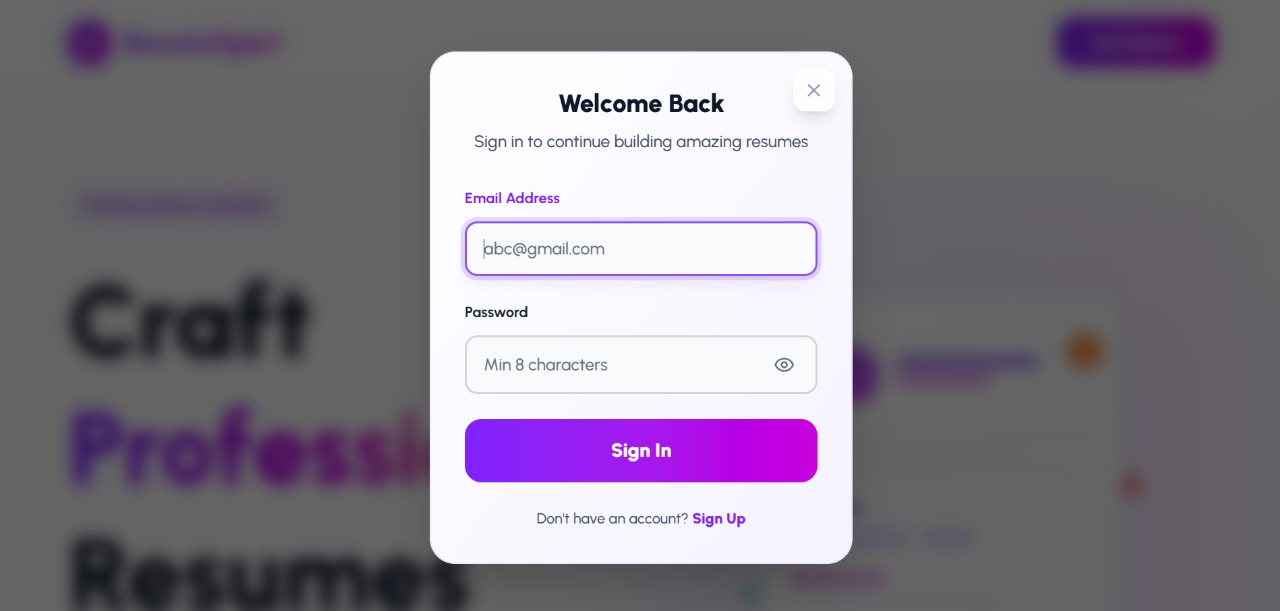 Welcome Back
Sign in to continue building amazing resumes
Email Address
abc@gmail.com
Password
Min 8 characters
Sign In
Don't have an account? Sign Up
Craft
Resumes